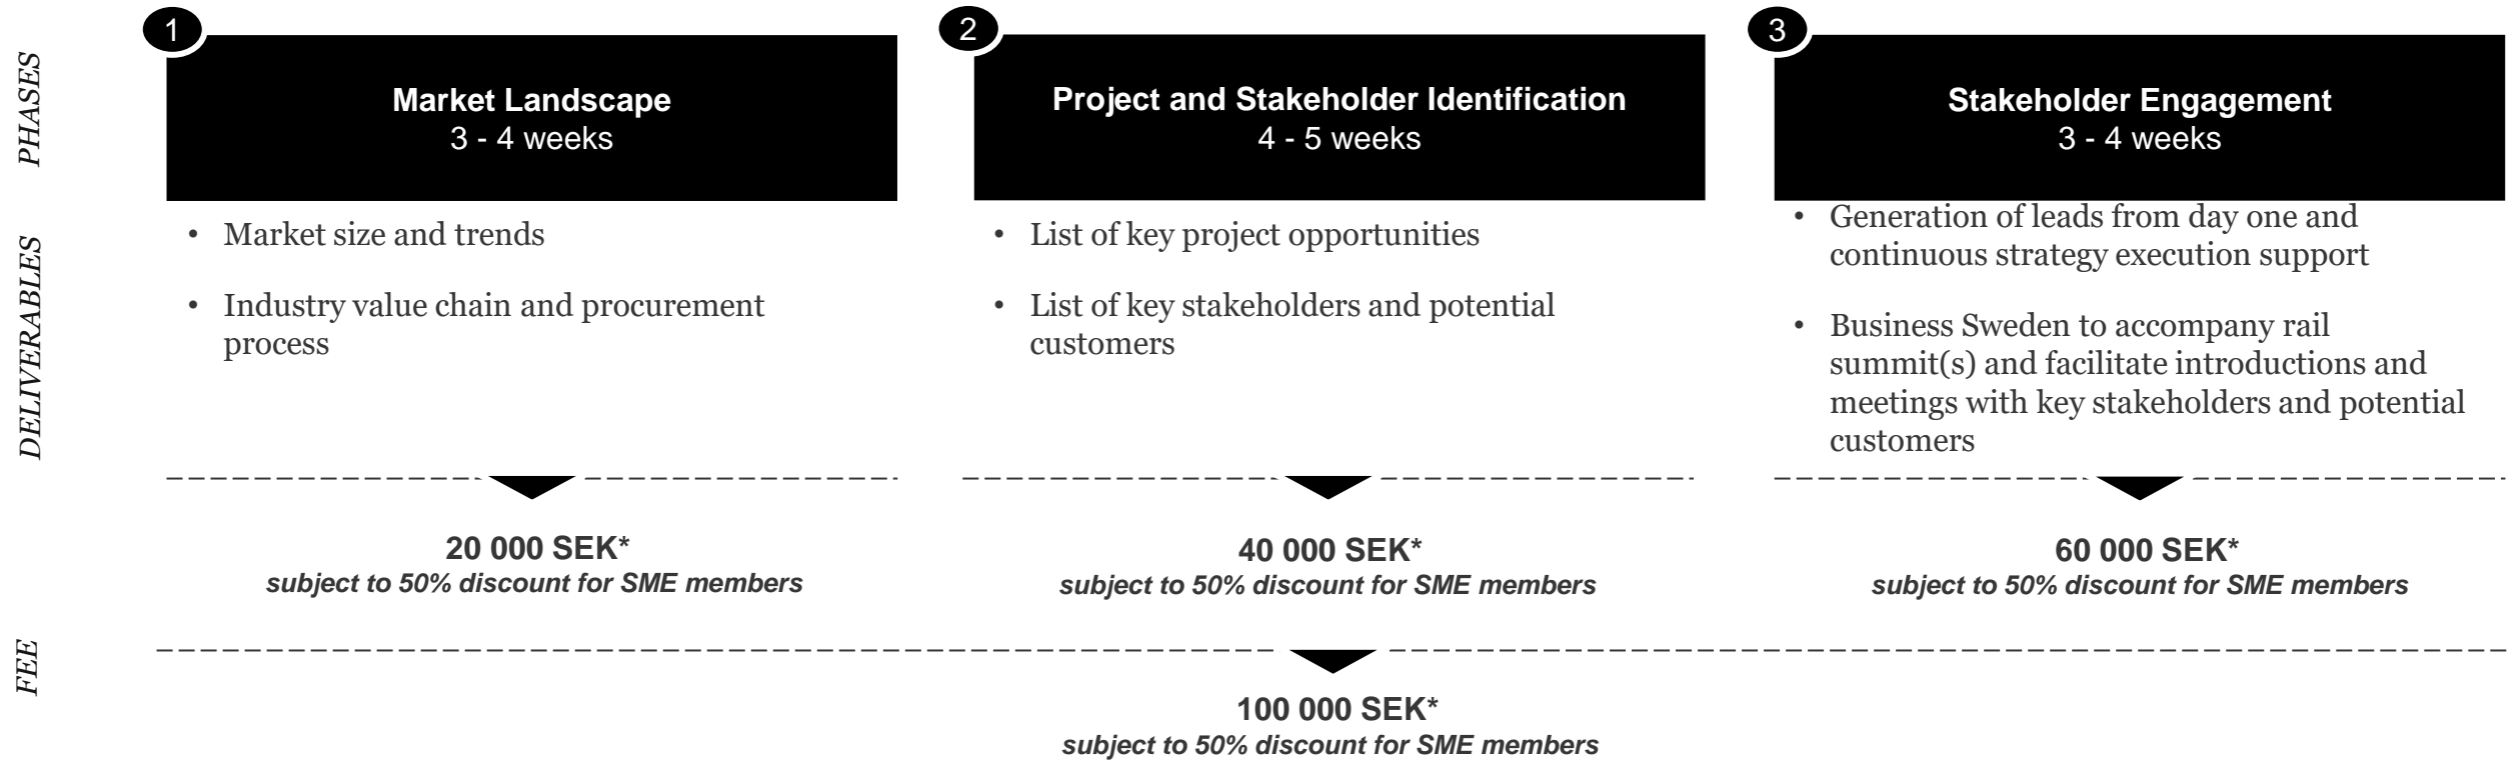 PHASES
1
Market Landscape
3 - 4 weeks
2
Project and Stakeholder Identification
4 - 5 weeks
3
Stakeholder Engagement
3 - 4 weeks
DELIVERABLES
• Market size and trends
• Industry value chain and procurement
process
• List of key project opportunities
• List of key stakeholders and potential
customers
• Generation of leads from day one and
continuous strategy execution support
• Business Sweden to accompany rail
summit(s) and facilitate introductions and
meetings with key stakeholders and potential
customers
FEE
20 000 SEK*
subject to 50% discount for SME members
40 000 SEK*
subject to 50% discount for SME members
60 000 SEK*
subject to 50% discount for SME members
100 000 SEK*
subject to 50% discount for SME members